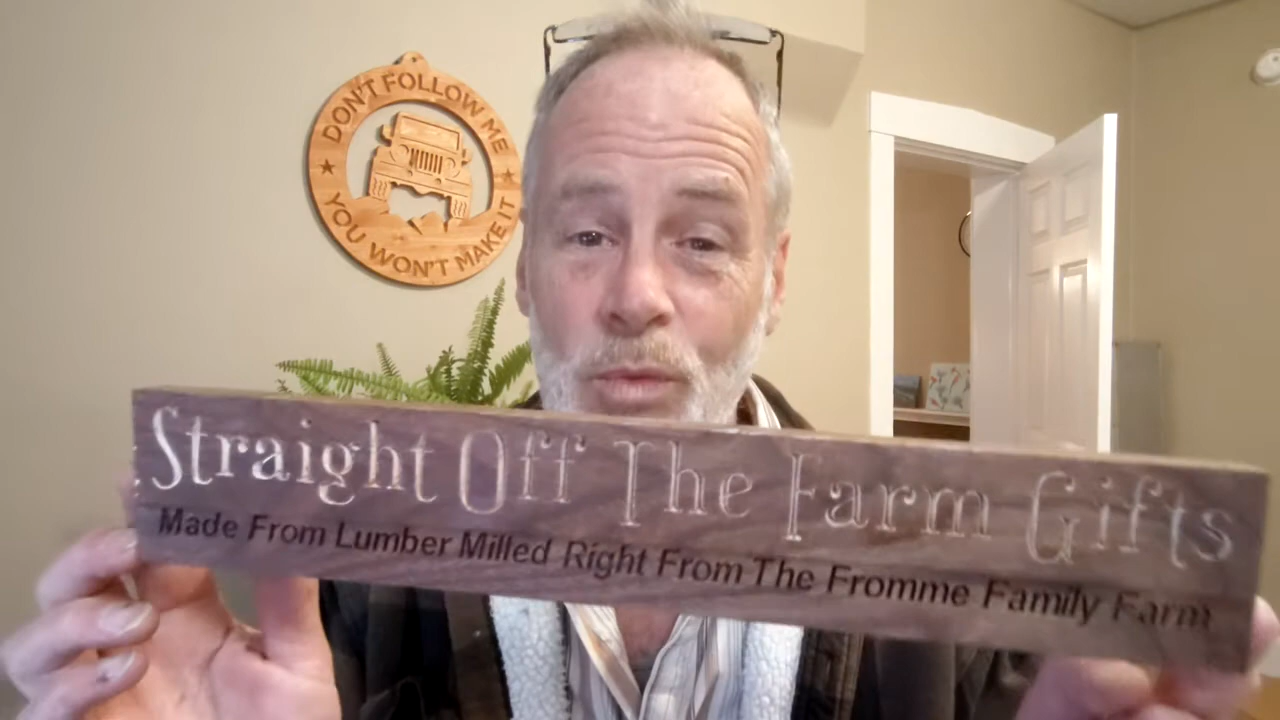 DON'T FOLLOW ME
YOU WON'T MAKE IT
Straight Off The Farm Gifts
Made From Lumber Milled Right From The Fromme Family Farm